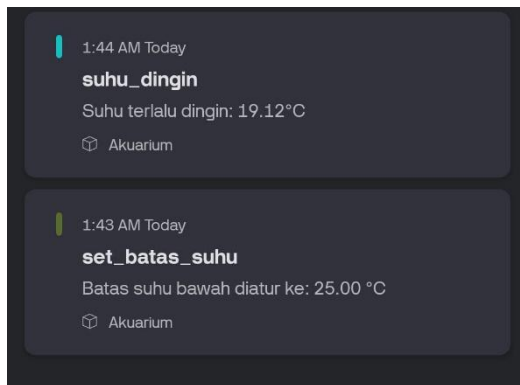 1:44 AM Today
suhu_dingin
Suhu terlalu dingin: 19.12°C
Akuarium
1:43 AM Today
set_batas_suhu
Batas suhu bawah diatur ke: 25.00 °C
Akuarium